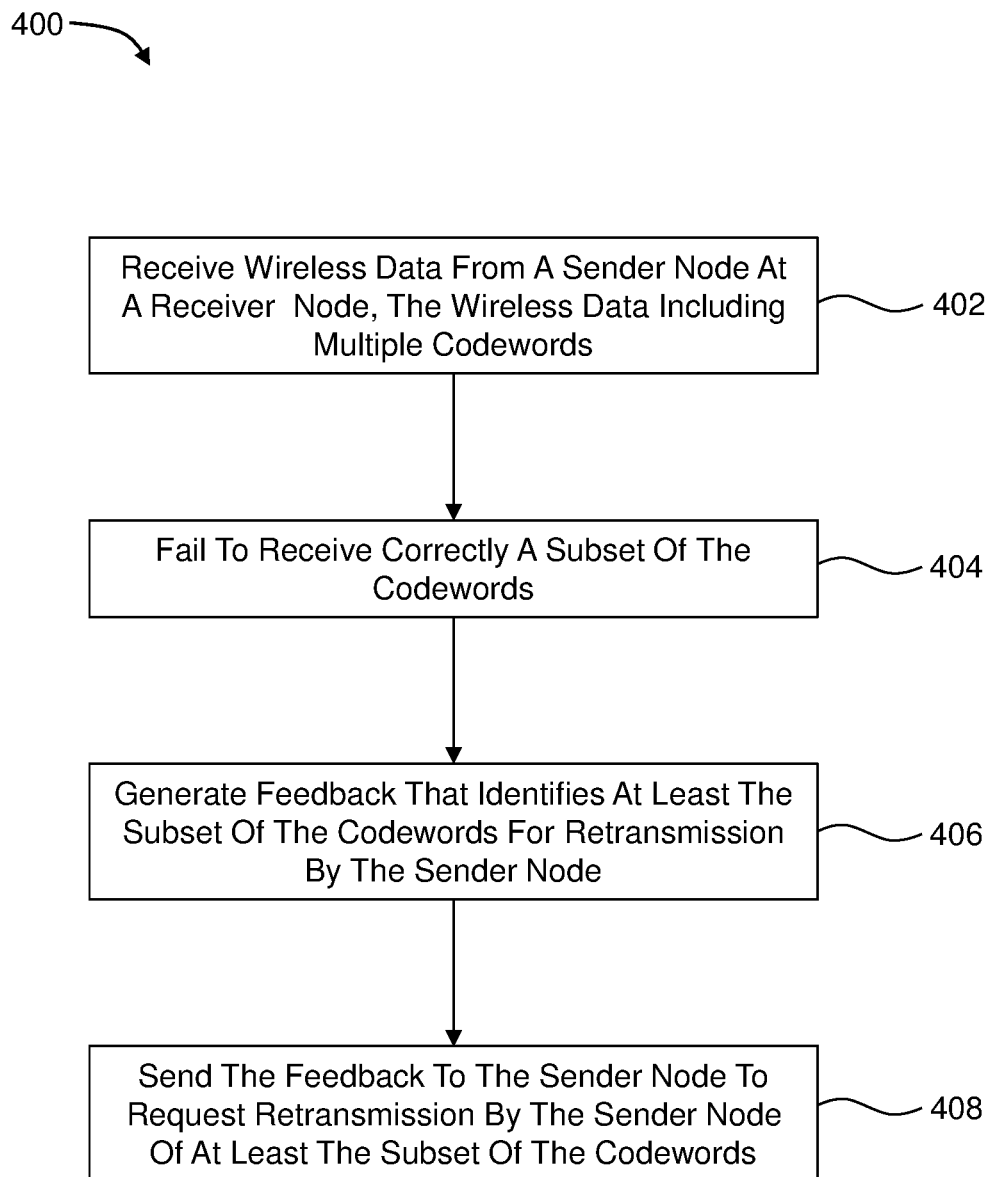 400
Receive Wireless Data From A Sender Node At
A Receiver Node, The Wireless Data Including
Multiple Codewords
402
Fail To Receive Correctly A Subset Of The
Codewords
404
Generate Feedback That Identifies At Least The
Subset Of The Codewords For Retransmission
By The Sender Node
406
Send The Feedback To The Sender Node To
Request Retransmission By The Sender Node
Of At Least The Subset Of The Codewords
408